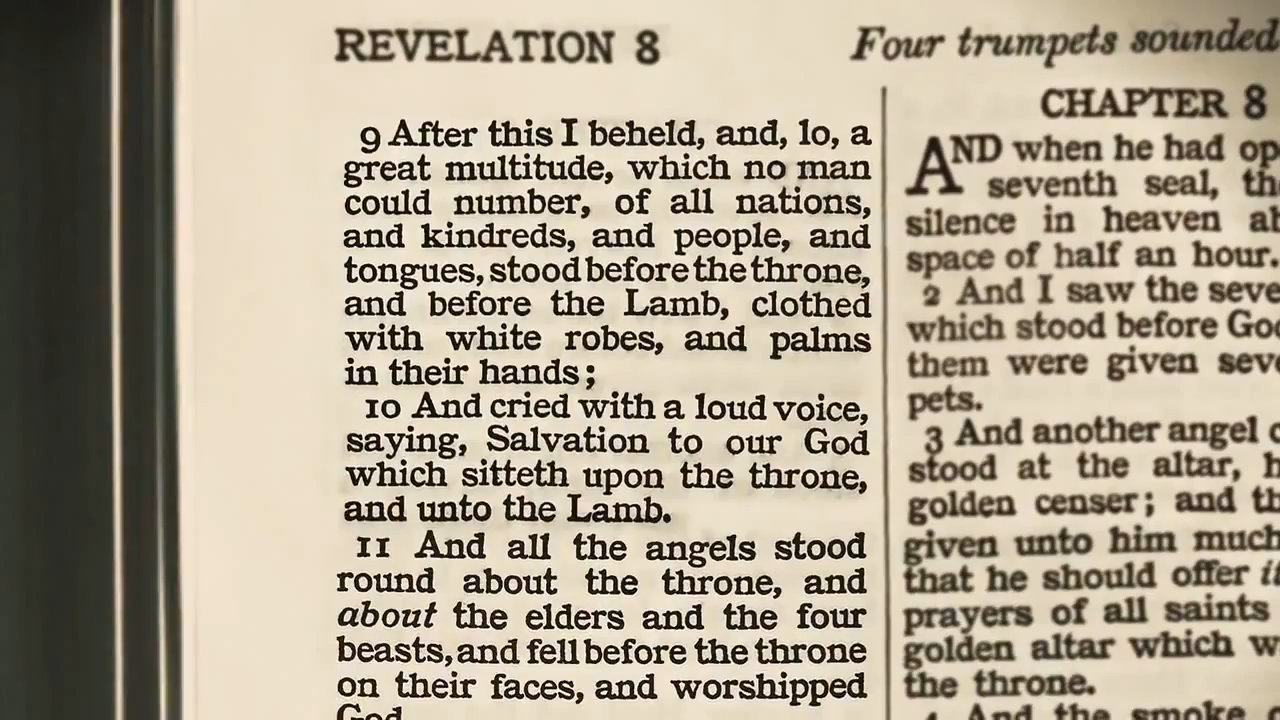 REVELATION 8
Four trumpets sounded
9 After this I beheld, and, lo, a
great multitude, which no man
could number, of all nations,
and kindreds, and people, and
tongues, stood before the throne,
and before the Lamb, clothed
with white robes, and palms
in their hands;
10 And cried with a loud voice,
saying, Salvation to our God
which sitteth upon the throne,
and unto the Lamb.
11 And all the angels stood
round about the throne, and
about the elders and the four
beasts, and fell before the throne
on their faces, and worshipped
God
CHAPTER 8
AND when he had op
seventh seal, th
silence in heaven
space of half an hour.
2 And I saw the seve
which stood before Go
them were given seve
pets.
3 And another angel
stood at the altar, h
golden censer; and th
given unto him much
that he should offer it
prayers of all saints
golden altar which w
the throne.
And the smoke